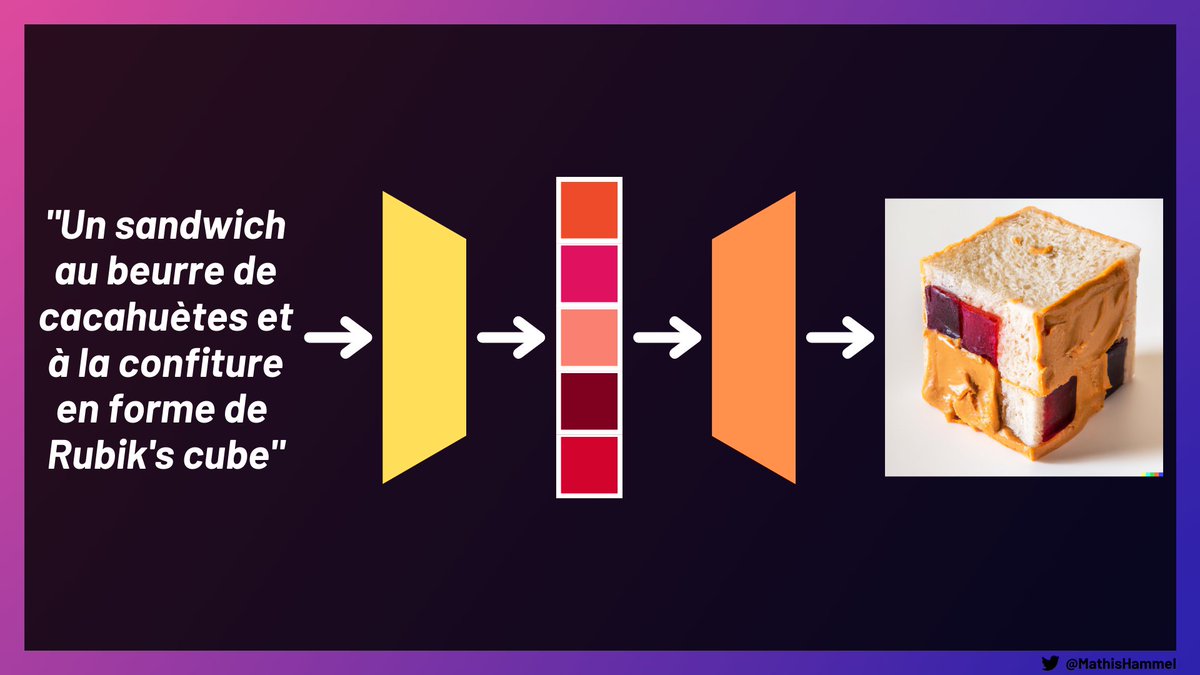 "Un sandwich
au beurre de
cacahuètes et
à la confiture
en forme de
Rubik's cube"
@MathisHammel